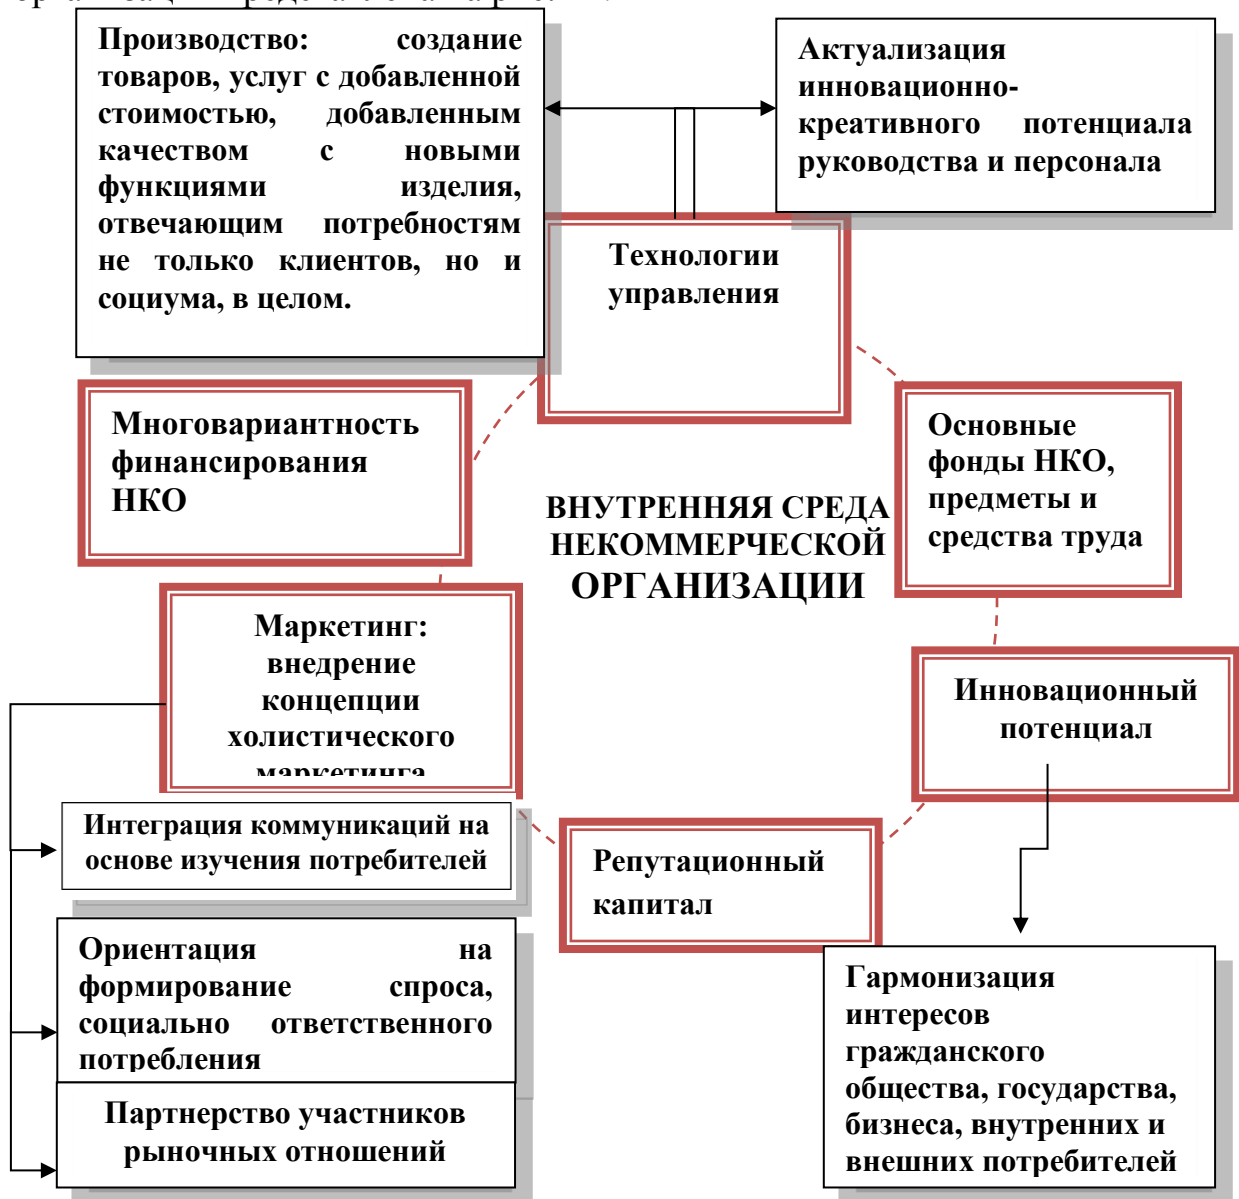 Производство: создание
товаров, услуг с добавленной
стоимостью, добавленным
качеством с новыми
функциями изделия,
отвечающим потребностям
не только клиентов, но и
социума, в целом.
Актуализация
инновационно-
креативного потенциала
руководства и персонала
Технологии
управления
Многовариантность
финансирования
НКО
Основные
фонды НКО,
предметы и
средства труда
ВНУТРЕННЯЯ СРЕДА
НЕКОММЕРЧЕСКОЙ
ОРГАНИЗАЦИИ
Маркетинг:
внедрение
концепции
холистического
маркетинга
Инновационный
потенциал
Интеграция коммуникаций на
основе изучения потребителей
Репутационный
капитал
Ориентация на
формирование спроса,
социально ответственного
потребления
Партнерство участников
рыночных отношений
Гармонизация
интересов
гражданского
общества, государства,
бизнеса, внутренних и
внешних потребителей